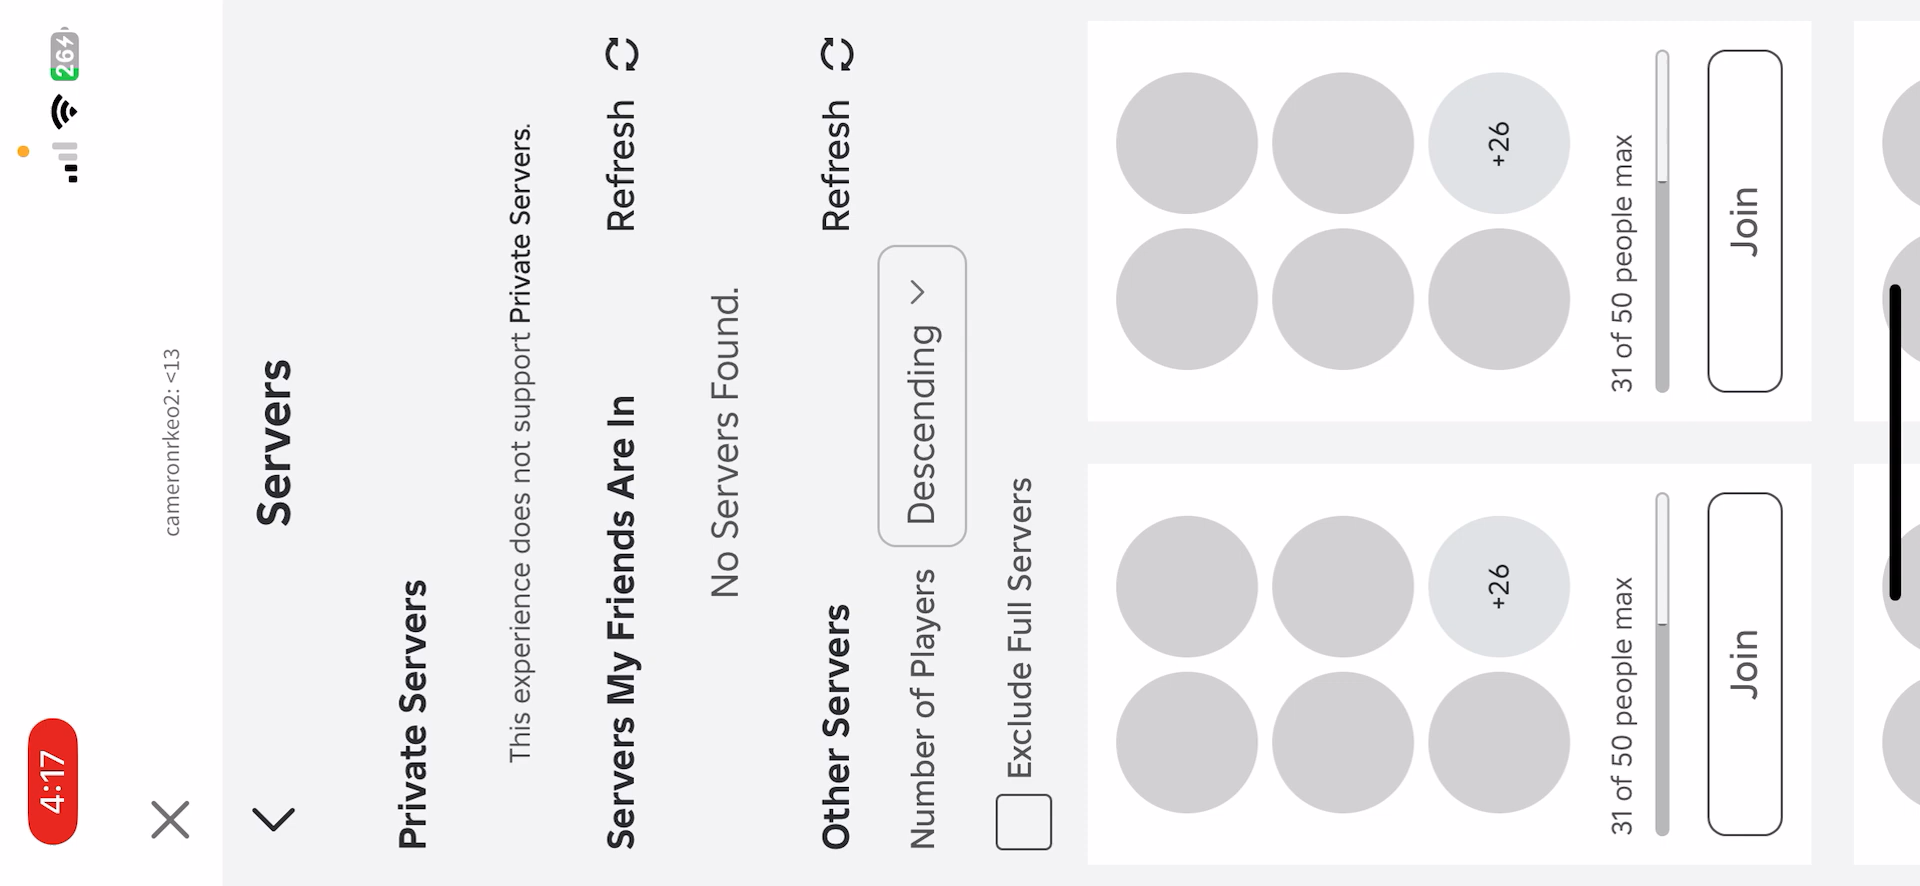 4:17
26
cameronrkeo2: <13
Servers
Private Servers
This experience does not support Private Servers.
Servers My Friends Are In
Refresh
No Servers Found.
Other Servers
Refresh
Number of Players
Descending
Exclude Full Servers
+26
31 of 50 people max
Join
+26
31 of 50 people max
Join